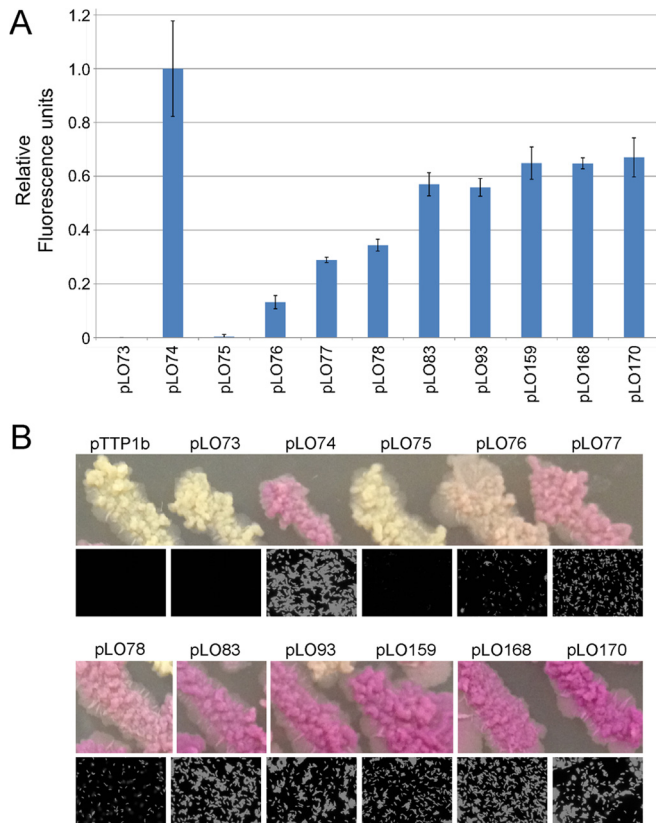 A
Relative
Fluorescence units
1.2
1.0
0.8
0.6
0.4
0.2
0
pLO73
pLO74
pLO75
pLO76
pLO77
pLO78
pLO83
pLO93
pLO159
pLO168
pLO170
B
pTTP1b pLO73 pLO74 pLO75 pLO76 pLO77
pLO78 pLO83 pLO93 pLO159 pLO168 pLO170